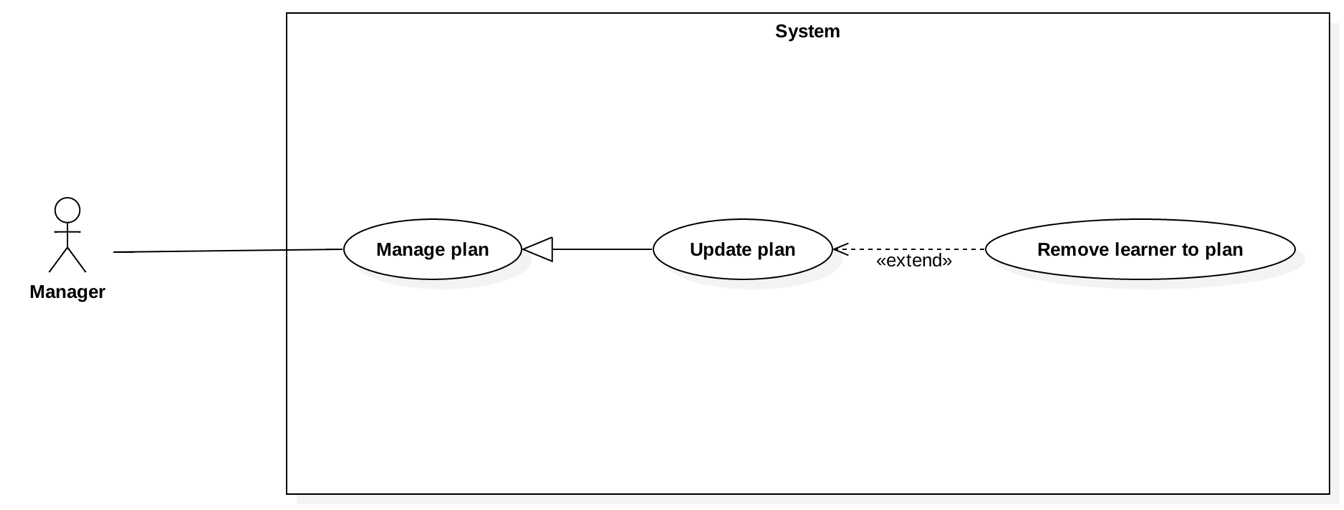 System
Manage plan
Update plan
«extend»
Remove learner to plan
Manager